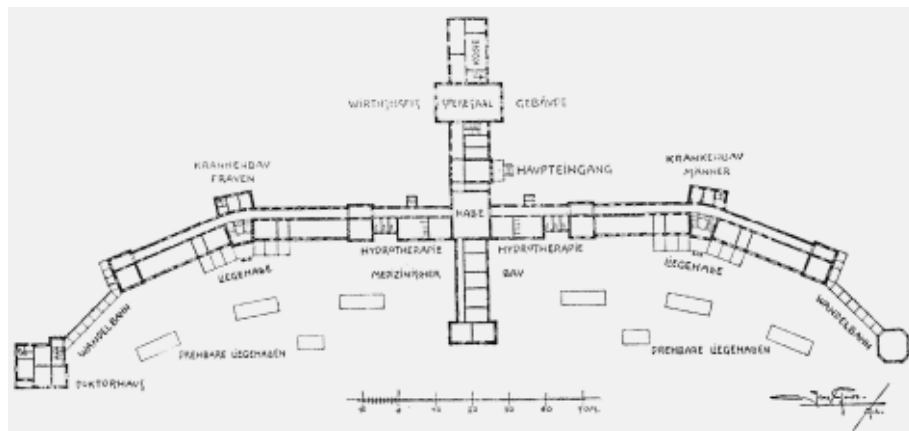 KÜCHE
WIRTSCHAFTS SPEISESAAL GEBÄUDE
KRANKENBAU
FRAUEN
HAUPTEINGANG
KRANKENBAU
MÄNNER
HALLE
HYDROTHERAPIE
HYDROTHERAPIE
LIEGEHALLE
MEDIZINISCHER
BAU
LIEGEHALLE
WANDELBAHN
WANDELBAHN
DREHBARE LIEGEHALLEN
DREHBARE LIEGEHALLEN
DOKTORHAUS